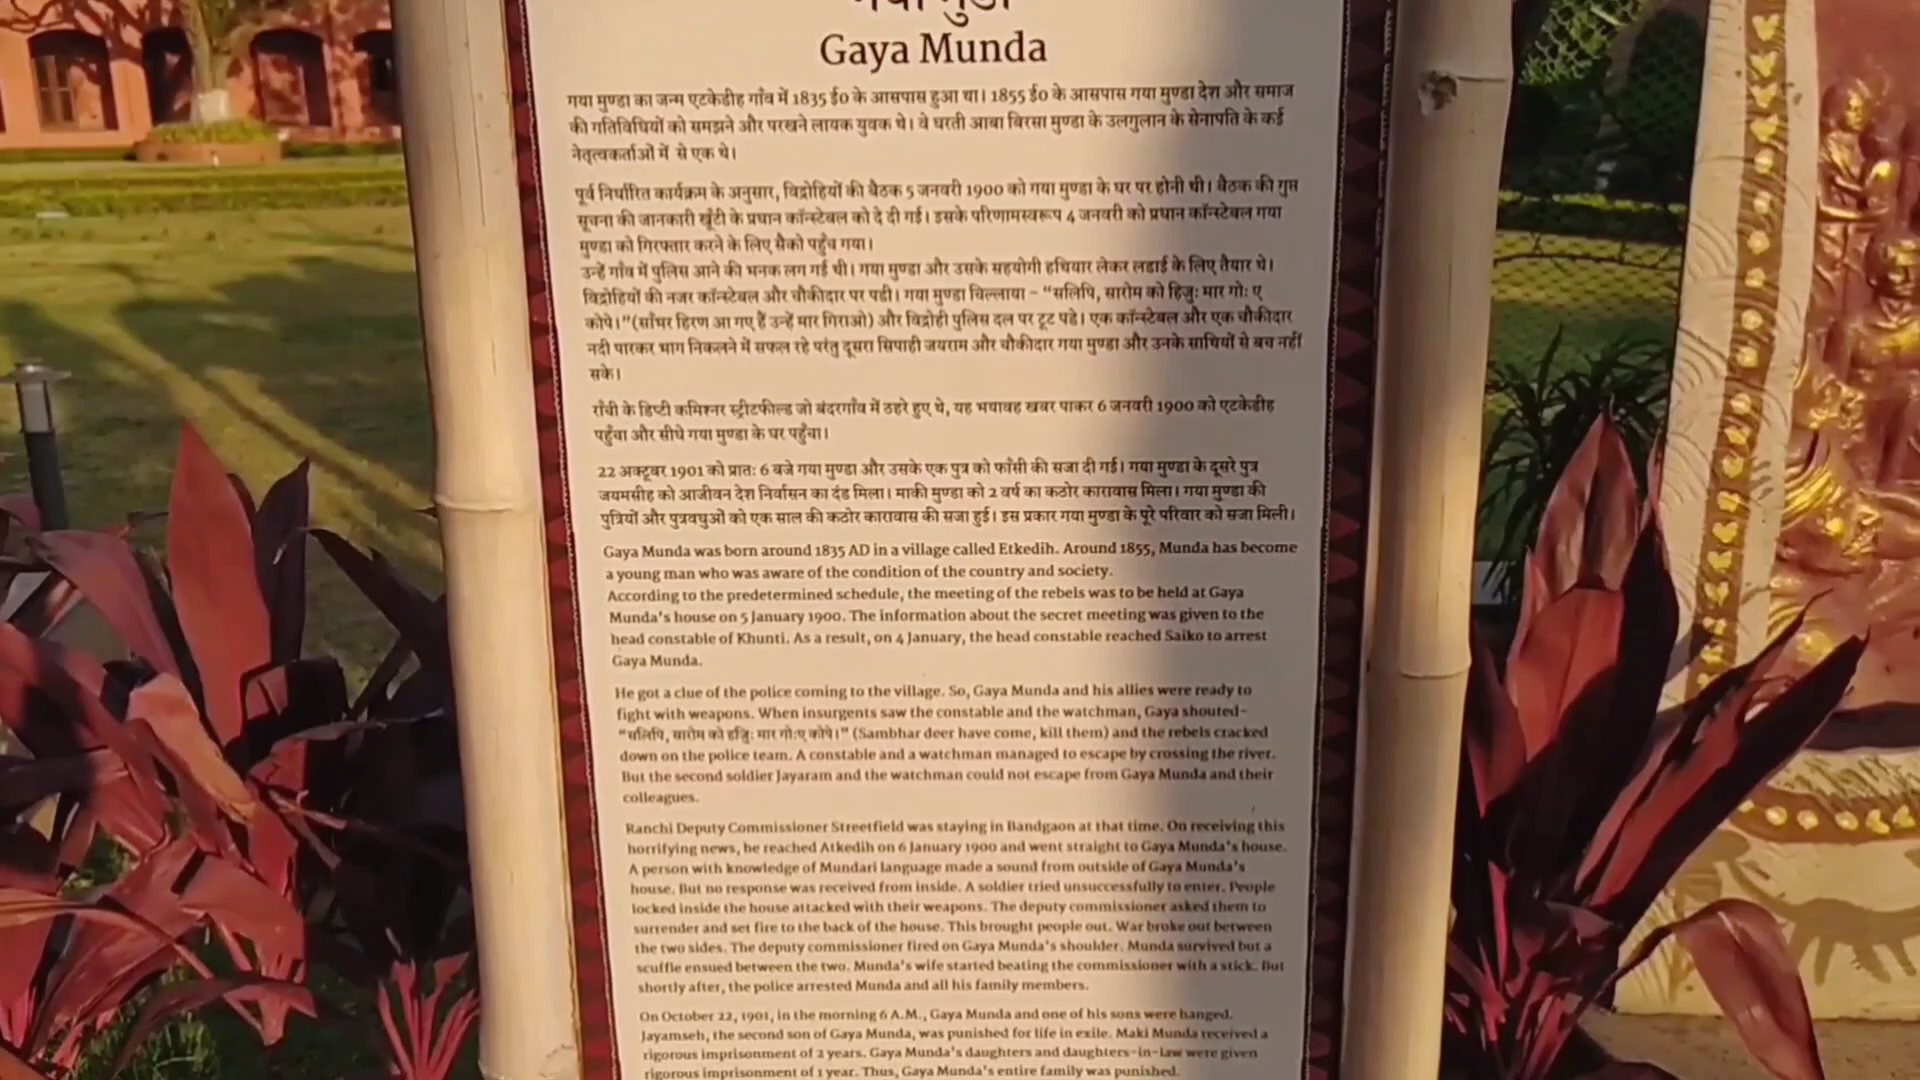 गया मुंडा
Gaya Munda
गया मुण्डा का जन्म एटकेडीह गाँव में 1835 ई0 के आसपास हुआ था। 1855 ई0 के आसपास गया मुण्डा देश और समाज
की गतिविधियों को समझने और परखने लायक युवक थे। वे धरती आबा बिरसा मुण्डा के उलगुलान के सेनापति के कई
नेतृत्वकर्ताओं में से एक थे।
पूर्व निर्धारित कार्यक्रम के अनुसार, विद्रोहियों की बैठक 5 जनवरी 1900 को गया मुण्डा के घर पर होनी थी। बैठक की गुप्त
सूचना की जानकारी खूँटी के प्रधान कॉन्स्टेबल को दे दी गई। इसके परिणामस्वरूप 4 जनवरी को प्रधान कॉन्स्टेबल गया
मुण्डा को गिरफ्तार करने के लिए सैको पहुँच गया।
उन्हें गाँव में पुलिस आने की भनक लग गई थी। गया मुण्डा और उसके सहयोगी हथियार लेकर लडाई के लिए तैयार थे।
विद्रोहियों की नजर कॉन्स्टेबल और चौकीदार पर पडी। गया मुण्डा चिल्लाया – “सलिपि, सारोम को हिजुः मार गोः ए
कोपे।”(साँभर हिरण आ गए हैं उन्हें मार गिराओ) और विद्रोही पुलिस दल पर टूट पडे। एक कॉन्स्टेबल और एक चौकीदार
नदी पारकर भाग निकलने में सफल रहे परंतु दूसरा सिपाही जयराम और चौकीदार गया मुण्डा और उनके साथियों से बच नहीं
सके।
राँची के डिप्टी कमिश्नर स्ट्रीटफील्ड जो बंदगाँव में ठहरे हुए थे, यह भयावह खबर पाकर 6 जनवरी 1900 को एटकेडीह
पहुँचा और सीधे गया मुण्डा के घर पहुँचा।
22 अक्टूबर 1901 को प्रातः 6 बजे गया मुण्डा और उसके एक पुत्र को फाँसी की सजा दी गई। गया मुण्डा के दूसरे पुत्र
जयमसीह को आजीवन देश निर्वासन का दंड मिला। माकी मुण्डा को 2 वर्ष का कठोर कारावास मिला। गया मुण्डा की
पुत्रियों और पुत्रवधुओं को एक साल की कठोर कारावास की सजा हुई। इस प्रकार गया मुण्डा के पूरे परिवार को सजा मिली।
Gaya Munda was born around 1835 AD in a village called Etkedih. Around 1855, Munda has become
a young man who was aware of the condition of the country and society.
According to the predetermined schedule, the meeting of the rebels was to be held at Gaya
Munda's house on 5 January 1900. The information about the secret meeting was given to the
head constable of Khunti. As a result, on 4 January, the head constable reached Saiko to arrest
Gaya Munda.
He got a clue of the police coming to the village. So, Gaya Munda and his allies were ready to
fight with weapons. When insurgents saw the constable and the watchman, Gaya shouted-
“सलिपि, सारोम को हजिुः मार गोःए कोपे।” (Sambhar deer have come, kill them) and the rebels cracked
down on the police team. A constable and a watchman managed to escape by crossing the river.
But the second soldier Jayaram and the watchman could not escape from Gaya Munda and their
colleagues.
Ranchi Deputy Commissioner Streetfield was staying in Bandgaon at that time. On receiving this
horrifying news, he reached Atkedih on 6 January 1900 and went straight to Gaya Munda's house.
A person with knowledge of Mundari language made a sound from outside of Gaya Munda's
house. But no response was received from inside. A soldier tried unsuccessfully to enter. People
locked inside the house attacked with their weapons. The deputy commissioner asked them to
surrender and set fire to the back of the house. This brought people out. War broke out between
the two sides. The deputy commissioner fired on Gaya Munda's shoulder. Munda survived but a
scuffle ensued between the two. Munda's wife started beating the commissioner with a stick. But
shortly after, the police arrested Munda and all his family members.
On October 22, 1901, in the morning 6 A.M., Gaya Munda and one of his sons were hanged.
Jayamseh, the second son of Gaya Munda, was punished for life in exile. Maki Munda received a
rigorous imprisonment of 2 years. Gaya Munda's daughters and daughters-in-law were given
rigorous imprisonment of 1 year. Thus, Gaya Munda's entire family was punished.